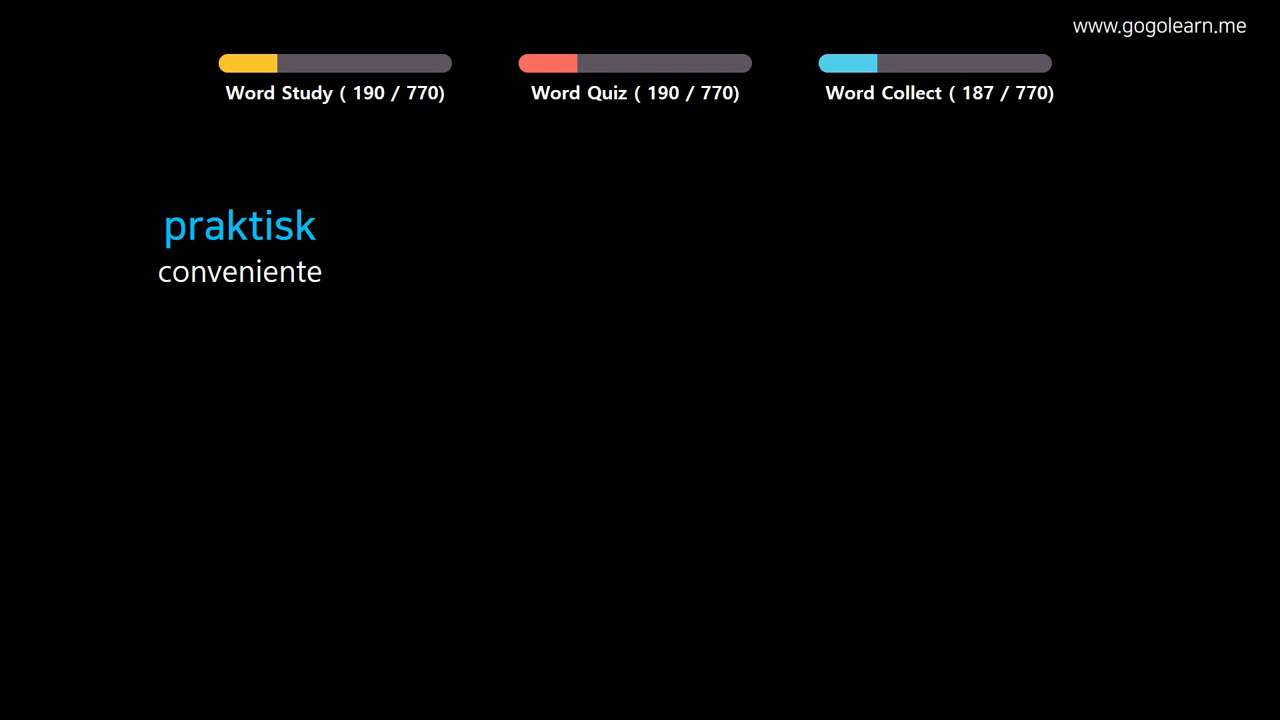 www.gogolearn.me
Word Study ( 190 / 770)
Word Quiz ( 190 / 770)
Word Collect ( 187 / 770)
praktisk
conveniente